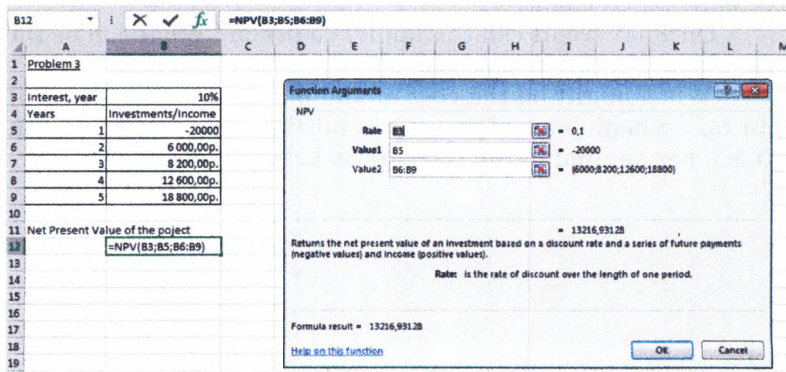 B12 =NPV(B3;B5;B6:B9)
A B C D E F G H I J K L M
1 Problem 3
2
3 Interest, year 10%
4 Years Investments/Income
5 1 -20000
6 2 6 000,00р.
7 3 8 200,00р.
8 4 12 600,00р.
9 5 18 800,00р.
10
11 Net Present Value of the poject
12 =NPV(B3;B5;B6:B9)
13
14
15
16
17
18
19
Function Arguments
NPV
Rate B3 = 0,1
Value1 B5 = -20000
Value2 B6:B9 = {6000;8200;12600;18800}
= 13216,93128
Returns the net present value of an investment based on a discount rate and a series of future payments
(negative values) and income (positive values).
Rate: is the rate of discount over the length of one period.
Formula result = 13216,93128
Help on this function
OK Cancel